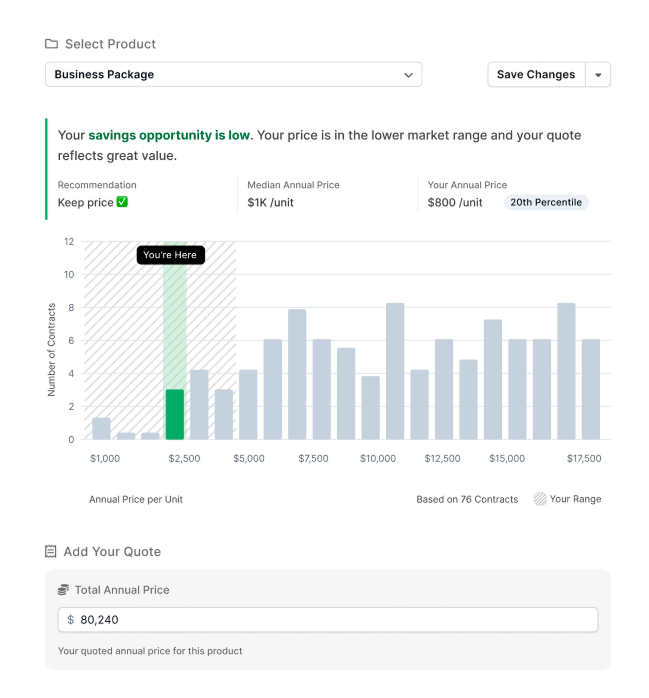 Select Product
Business Package
Save Changes
Your savings opportunity is low. Your price is in the lower market range and your quote
reflects great value.
Recommendation
Median Annual Price
Your Annual Price
Keep price ✅
$1K /unit
$800 /unit
20th Percentile
12
You're Here
10
8
6
4
2
0
Number of Contracts
$1,000
$2,500
$5,000
$7,500
$10,000
$12,500
$15,000
$17,500
Annual Price per Unit
Based on 76 Contracts
Your Range
Add Your Quote
Total Annual Price
$ 80,240
Your quoted annual price for this product